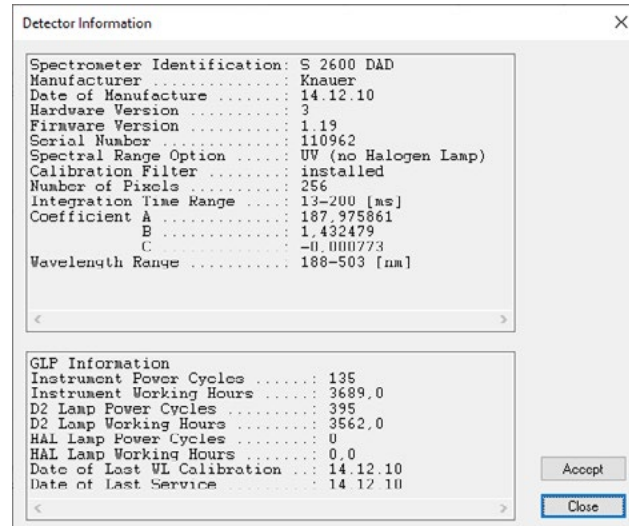 Detector Information
Spectrometer Identification: S 2600 DAD
Manufacturer ..............: Knauer
Date of Manufacture .......: 14.12.10
Hardware Version ..........: 3
Firmware Version ..........: 1.19
Serial Number .............: 110962
Spectral Range Option .....: UV (no Halogen Lamp)
Calibration Filter ........: installed
Number of Pixels ..........: 256
Integration Time Range ....: 13-200 [ms]
Coefficient A .............: 187,975861
B .............: 1,432479
C .............: -0,000773
Wavelength Range ..........: 188-503 [nm]
GLP Information
Instrument Power Cycles ......: 135
Instrument Working Hours .....: 3689,0
D2 Lamp Power Cycles .........: 395
D2 Lamp Working Hours ........: 3562,0
HAL Lamp Power Cycles ........: 0
HAL Lamp Working Hours .......: 0,0
Date of Last WL Calibration ..: 14.12.10
Date of Last Service .........: 14.12.10
Accept
Close